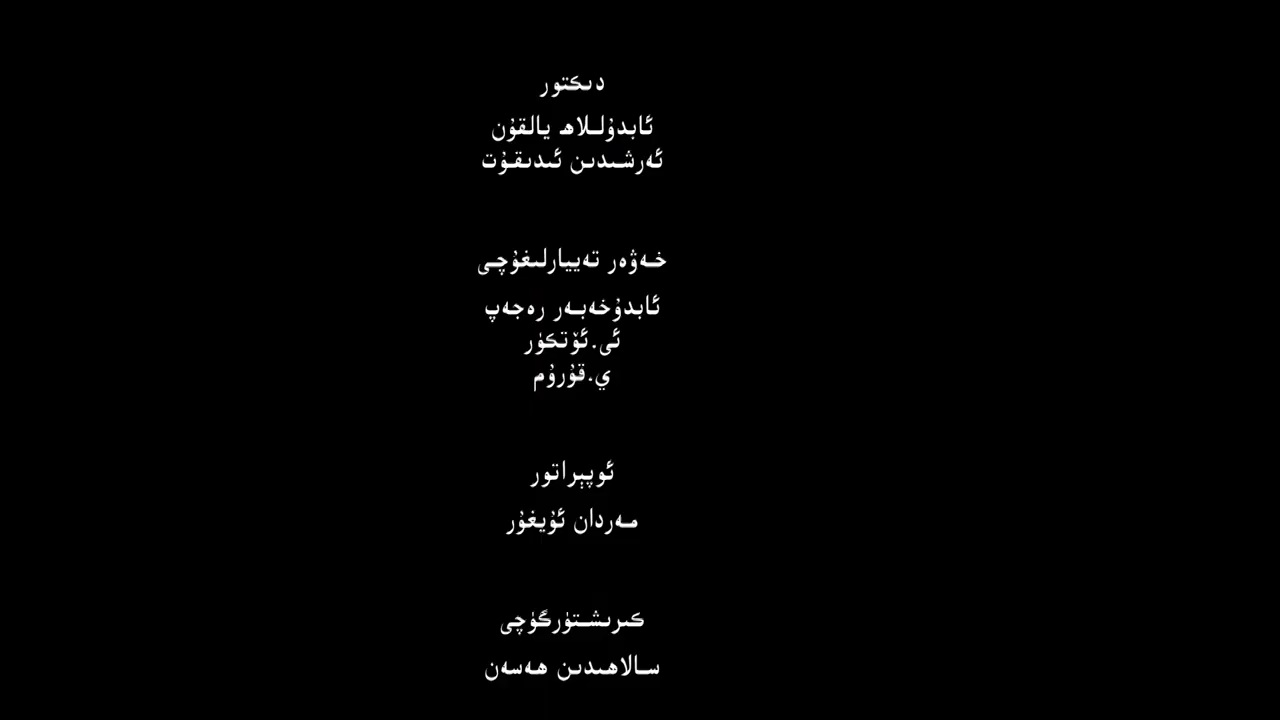 دىكتور
ئابدۇللاھ يالقۇن
ئەرشىدىن ئىدىقۇت
خەۋەر تەييارلىغۇچى
ئابدۇخەبەر رەجەپ
ئى.ئۆتكۈر
ي.قۇرۇم
ئوپېراتور
مەردان ئۇيغۇر
كىرىشتۈرگۈچى
سالاھىدىن ھەسەن